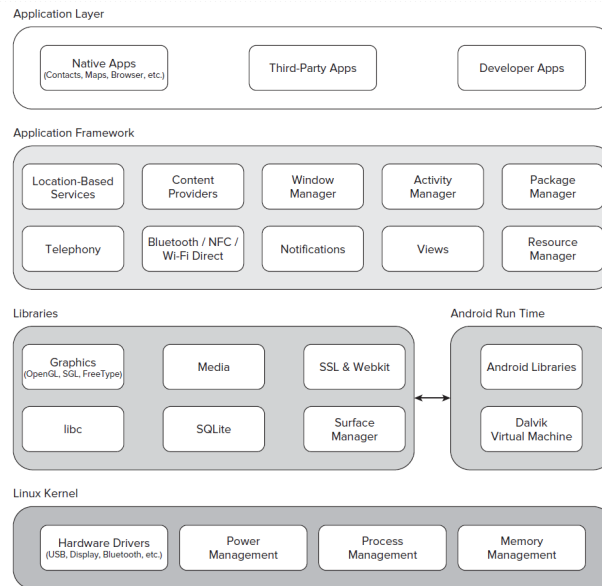 Application Layer
Native Apps
(Contacts, Maps, Browser, etc.)
Third-Party Apps
Developer Apps
Application Framework
Location-Based
Services
Content
Providers
Window
Manager
Activity
Manager
Package
Manager
Telephony
Bluetooth / NFC /
Wi-Fi Direct
Notifications
Views
Resource
Manager
Libraries
Graphics
(OpenGL, SGL, FreeType)
Media
SSL & Webkit
libc
SQLite
Surface
Manager
Android Run Time
Android Libraries
Dalvik
Virtual Machine
Linux Kernel
Hardware Drivers
(USB, Display, Bluetooth, etc.)
Power
Management
Process
Management
Memory
Management